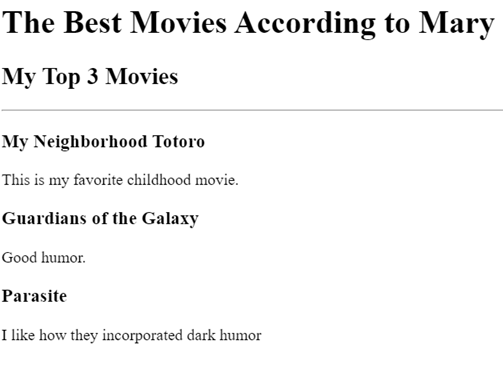 The Best Movies According to Mary
My Top 3 Movies
My Neighborhood Totoro
This is my favorite childhood movie.
Guardians of the Galaxy
Good humor.
Parasite
I like how they incorporated dark humor